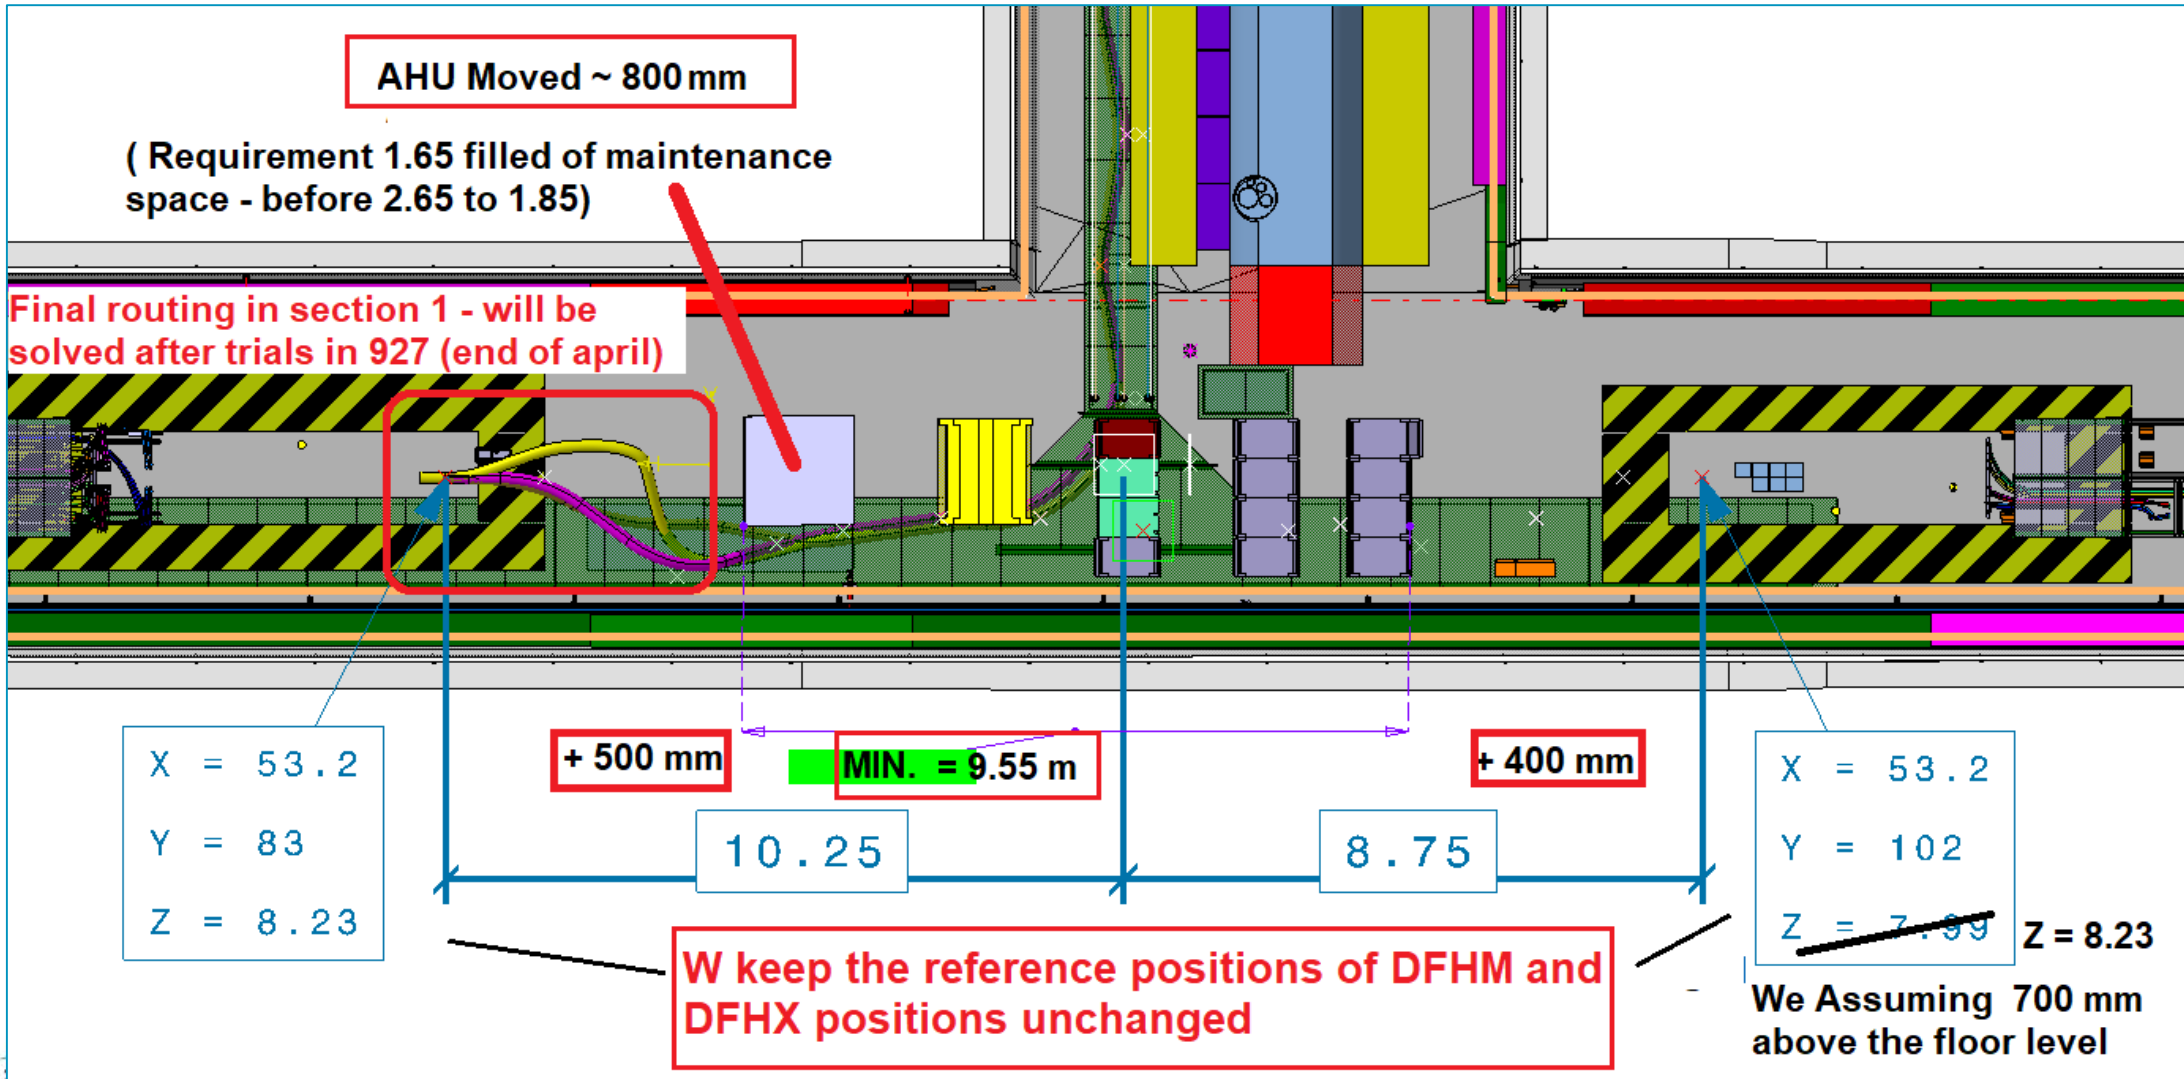 AHU Moved ~ 800 mm
( Requirement 1.65 filled of maintenance
space - before 2.65 to 1.85)
Final routing in section 1 - will be
solved after trials in 927 (end of april)
X = 53.2
Y = 83
Z = 8.23
+ 500 mm
MIN. = 9.55 m
+ 400 mm
10.25
8.75
X = 53.2
Y = 102
Z = 7.99
Z = 8.23
W keep the reference positions of DFHM and
DFHX positions unchanged
We Assuming 700 mm
above the floor level